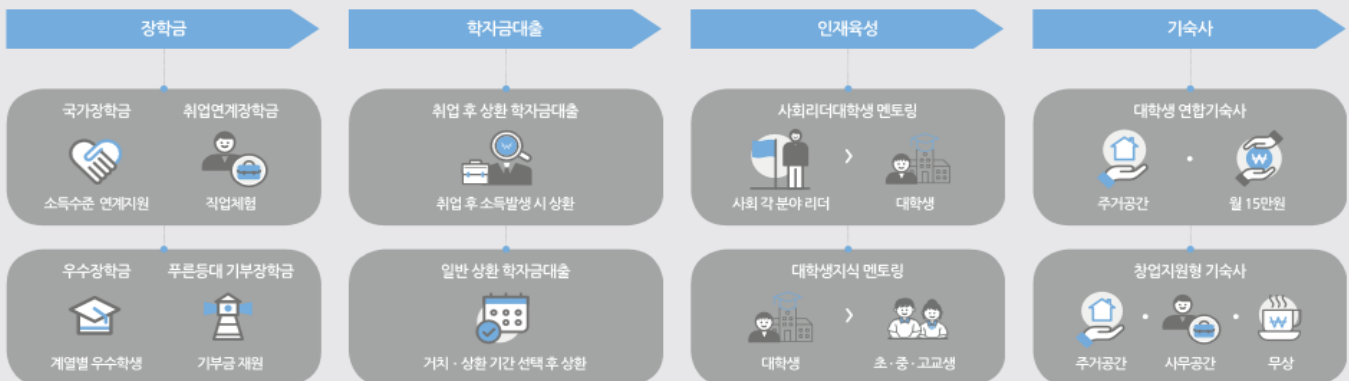 장학금
국가장학금 취업연계장학금
소득수준 연계지원 직업체험
우수장학금 푸른등대 기부장학금
계열별 우수학생 기부금 재원
학자금대출
취업 후 상환 학자금대출
₩
취업 후 소득발생 시 상환
일반 상환 학자금대출
거치 · 상환 기간 선택 후 상환
인재육성
사회리더대학생 멘토링
사회 각 분야 리더 대학생
대학생지식 멘토링
대학생 초 · 중 · 고교생
기숙사
대학생 연합기숙사
₩
주거공간 월 15만원
창업지원형 기숙사
₩
주거공간 사무공간 무상